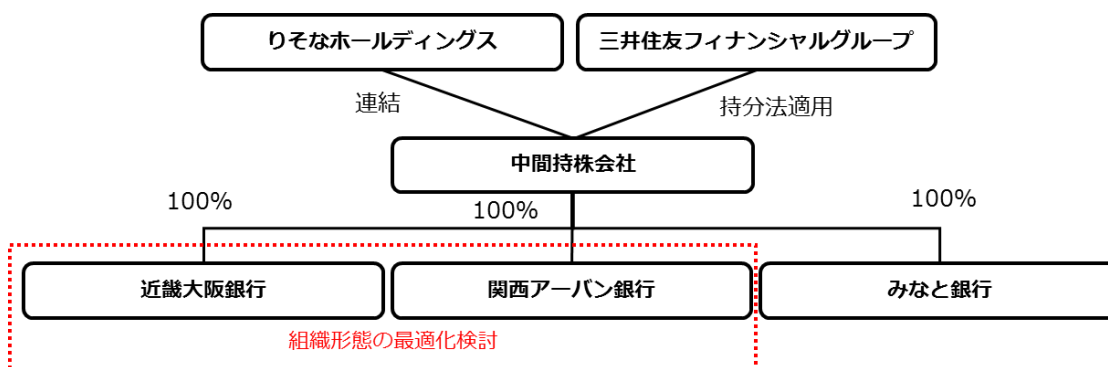 りそなホールディングス
三井住友フィナンシャルグループ
連結
持分法適用
中間持株会社
100%
100%
100%
近畿大阪銀行
関西アーバン銀行
みなと銀行
組織形態の最適化検討